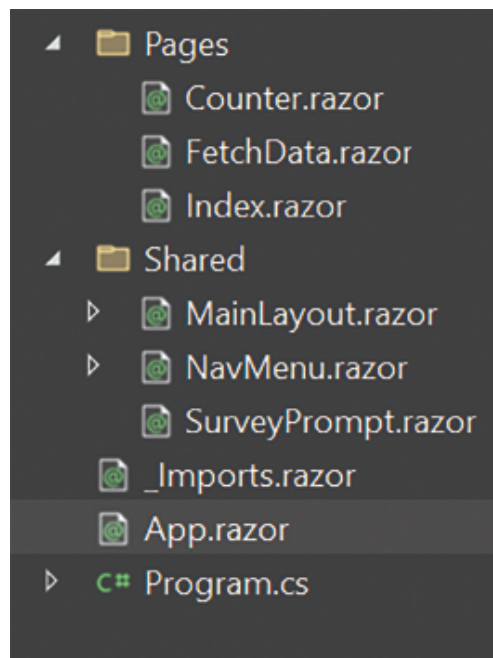 Pages
Counter.razor
FetchData.razor
Index.razor
Shared
MainLayout.razor
NavMenu.razor
SurveyPrompt.razor
_Imports.razor
App.razor
C# Program.cs